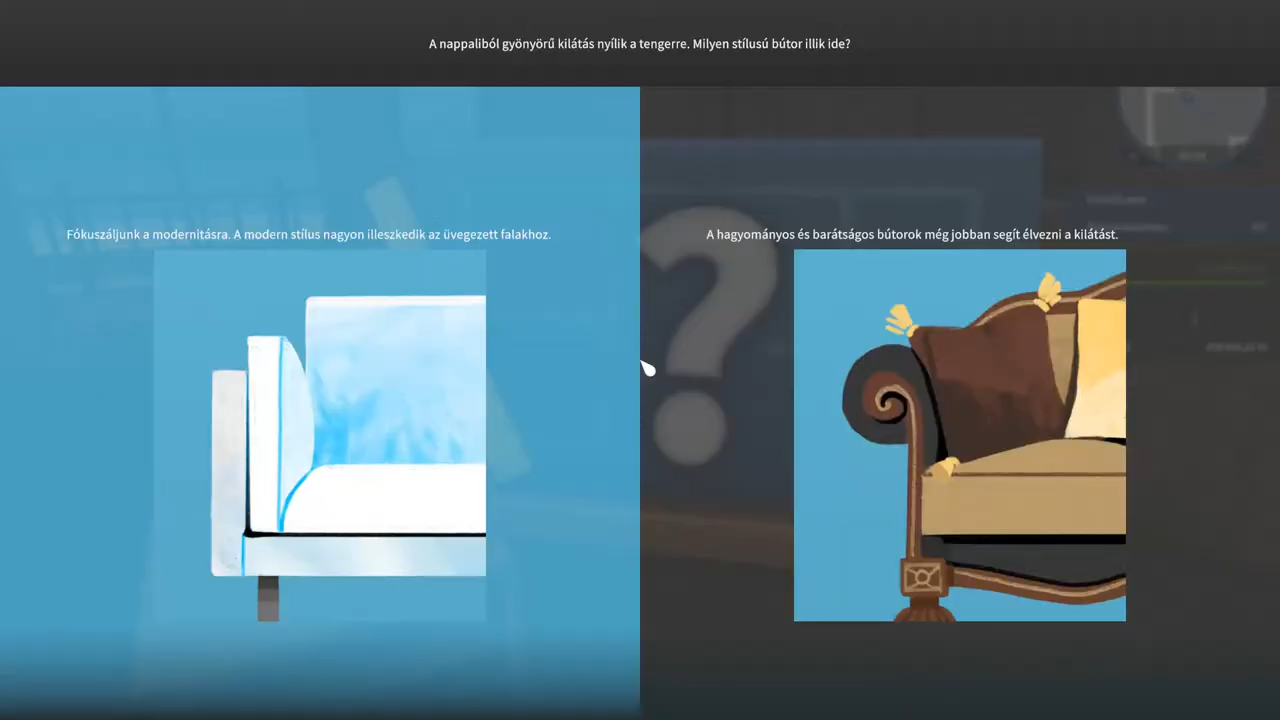 A nappaliból gyönyörű kilátás nyílik a tengerre. Milyen stílusú bútor illik ide?
Fókuszáljunk a modernitásra. A modern stílus nagyon illeszkedik az üvegezett falakhoz.
A hagyományos és barátságos bútorok még jobban segít élvezni a kilátást.
?